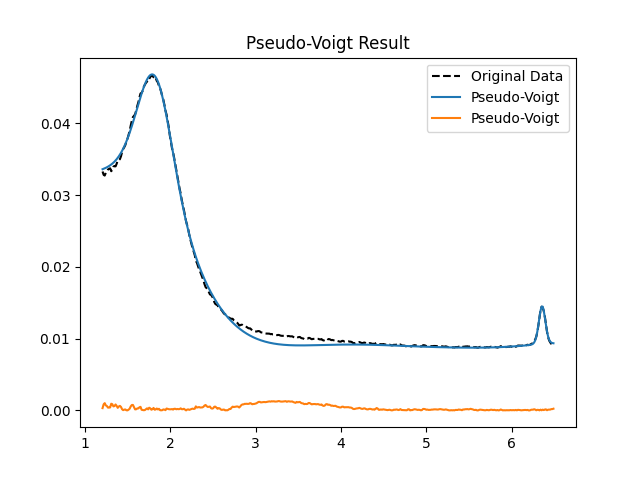 Pseudo-Voigt Result
Original Data
Pseudo-Voigt
Pseudo-Voigt
0.04
0.03
0.02
0.01
0.00
1 2 3 4 5 6